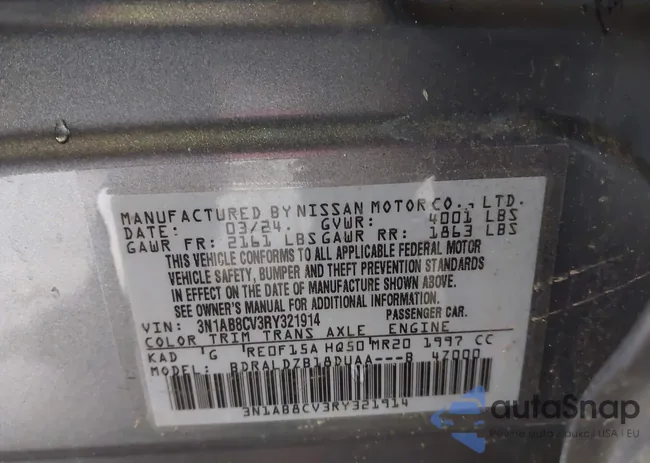 MANUFACTURED BY NISSAN MOTOR CO., LTD.
DATE: 03/24. GVWR: 4001 LBS
GAWR FR: 2161 LBS GAWR RR: 1863 LBS
THIS VEHICLE CONFORMS TO ALL APPLICABLE FEDERAL MOTOR
VEHICLE SAFETY, BUMPER AND THEFT PREVENTION STANDARDS
IN EFFECT ON THE DATE OF MANUFACTURE SHOWN ABOVE.
SEE OWNER'S MANUAL FOR ADDITIONAL INFORMATION.
VIN: 3N1AB8CV3RY321914 PASSENGER CAR.
COLOR TRIM TRANS AXLE ENGINE
KAD G RE0F15A HQ50 MR20 1997 CC
MODEL: BDRALDZB18DUAA---B 47000
3N1AB8CV3RY321914
autoSnap
аукціу USA і EU